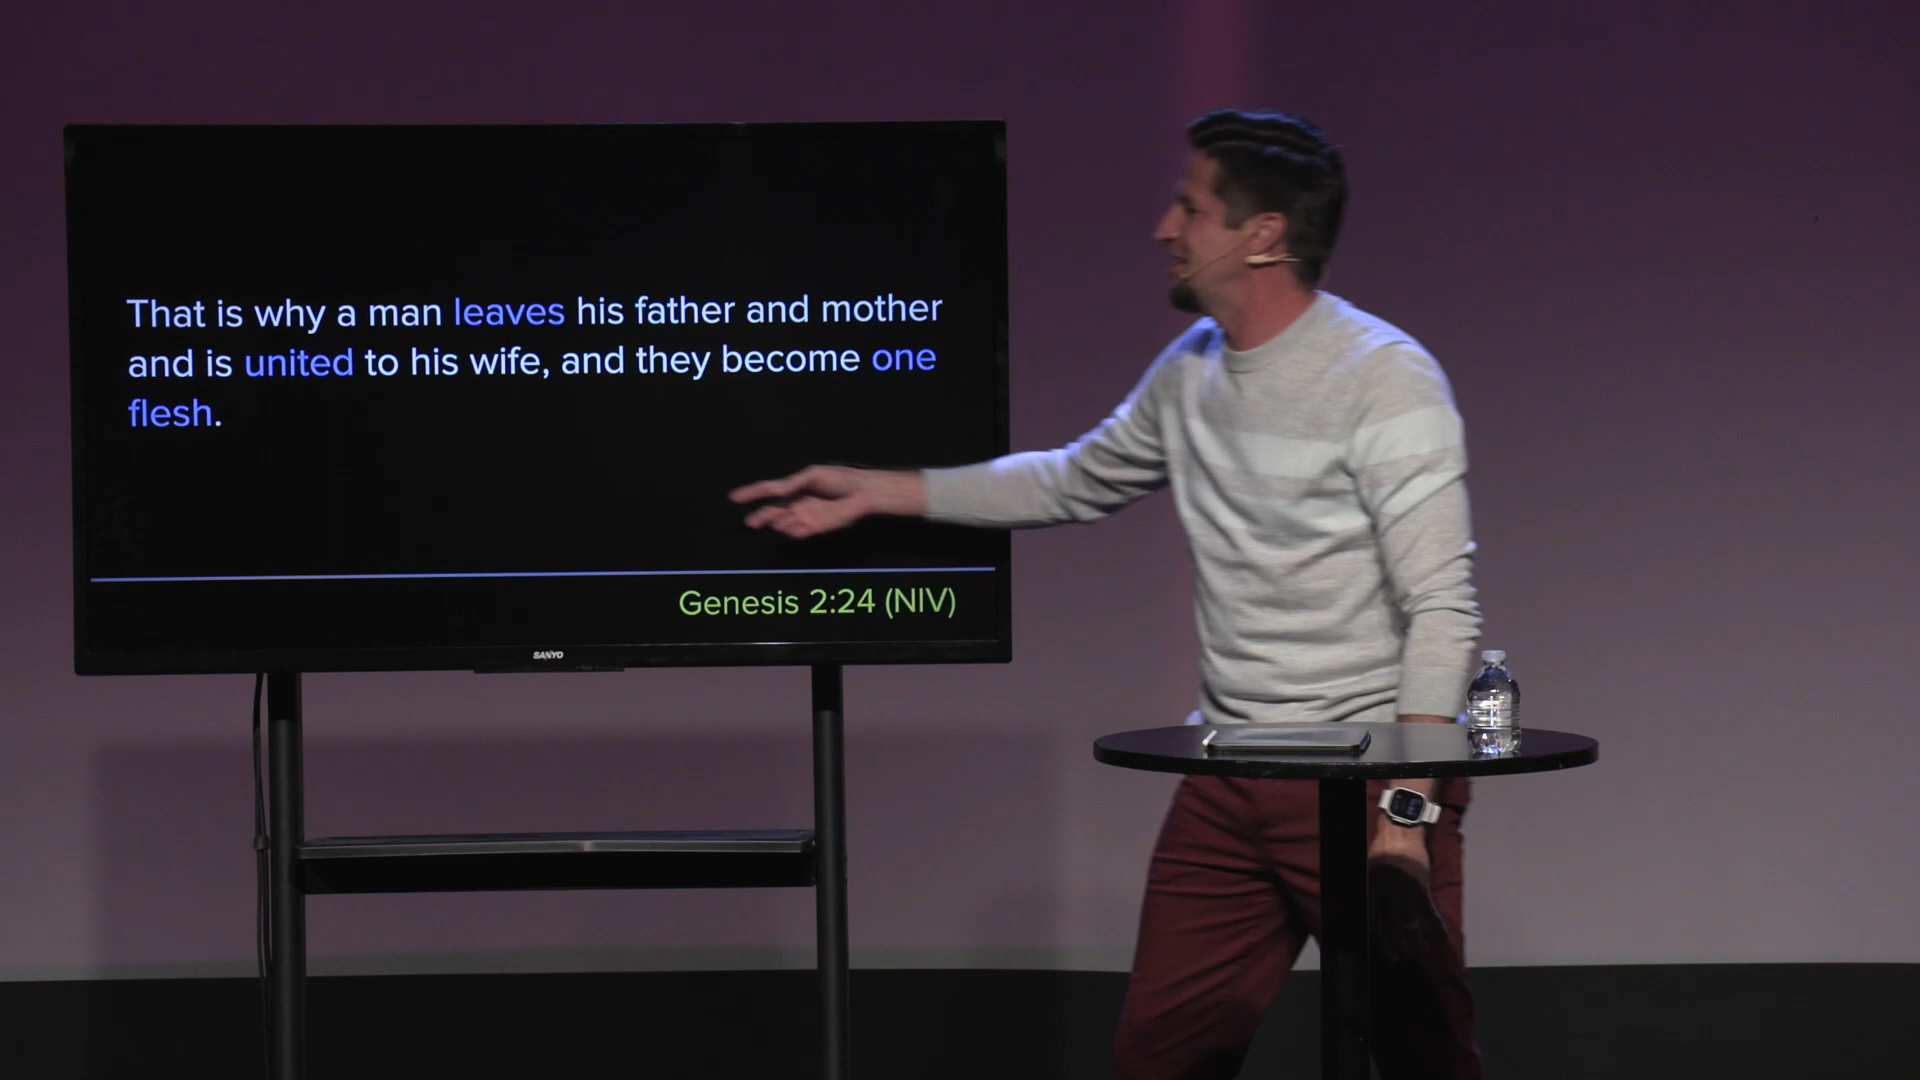 That is why a man leaves his father and mother
and is united to his wife, and they become one
flesh.
Genesis 2:24 (NIV)
SANYO